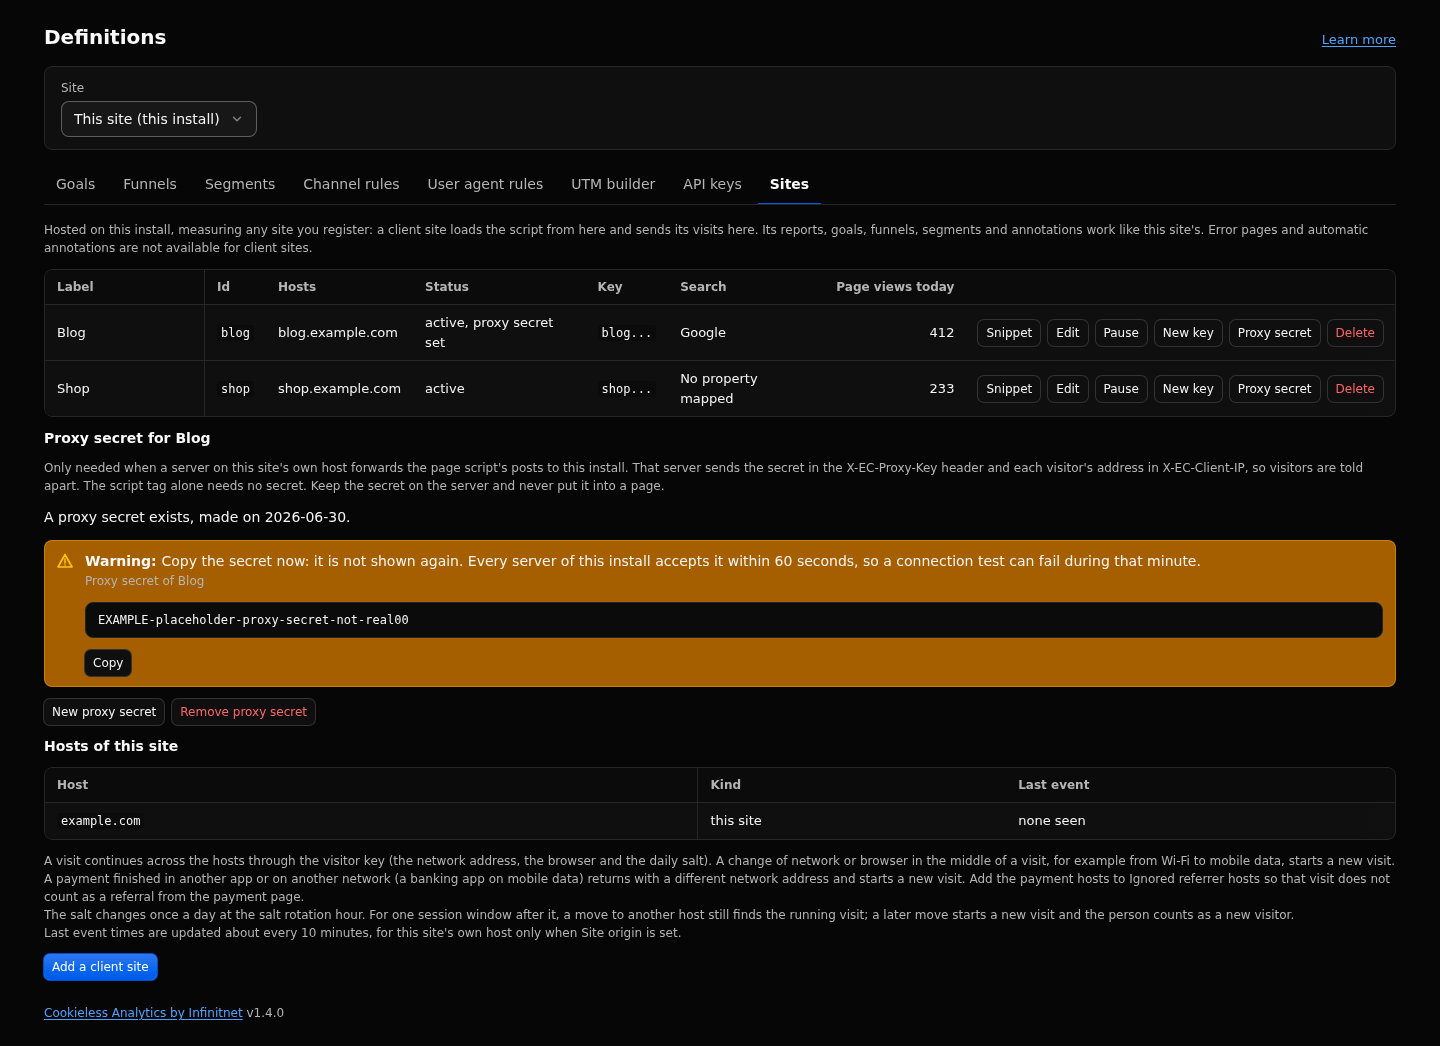 Definitions
Learn more
Site
This site (this install)
Goals Funnels Segments Channel rules User agent rules UTM builder API keys Sites
Hosted on this install, measuring any site you register: a client site loads the script from here and sends its visits here. Its reports, goals, funnels, segments and annotations work like this site's. Error pages and automatic
annotations are not available for client sites.
Label Id Hosts Status Key Search Page views today
Blog blog blog.example.com active, proxy secret set blog... Google 412 Snippet Edit Pause New key Proxy secret Delete
Shop shop shop.example.com active shop... No property mapped 233 Snippet Edit Pause New key Proxy secret Delete
Proxy secret for Blog
Only needed when a server on this site's own host forwards the page script's posts to this install. That server sends the secret in the X-EC-Proxy-Key header and each visitor's address in X-EC-Client-IP, so visitors are told
apart. The script tag alone needs no secret. Keep the secret on the server and never put it into a page.
A proxy secret exists, made on 2026-06-30.
Warning: Copy the secret now: it is not shown again. Every server of this install accepts it within 60 seconds, so a connection test can fail during that minute.
Proxy secret of Blog
EXAMPLE-placeholder-proxy-secret-not-real00
Copy
New proxy secret Remove proxy secret
Hosts of this site
Host Kind Last event
example.com this site none seen
A visit continues across the hosts through the visitor key (the network address, the browser and the daily salt). A change of network or browser in the middle of a visit, for example from Wi-Fi to mobile data, starts a new visit.
A payment finished in another app or on another network (a banking app on mobile data) returns with a different network address and starts a new visit. Add the payment hosts to Ignored referrer hosts so that visit does not
count as a referral from the payment page.
The salt changes once a day at the salt rotation hour. For one session window after it, a move to another host still finds the running visit; a later move starts a new visit and the person counts as a new visitor.
Last event times are updated about every 10 minutes, for this site's own host only when Site origin is set.
Add a client site
Cookieless Analytics by Infinitnet v1.4.0